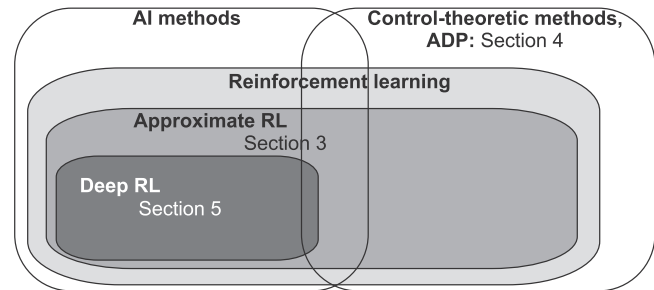 AI methods
Control-theoretic methods,
ADP: Section 4
Reinforcement learning
Approximate RL
Section 3
Deep RL
Section 5